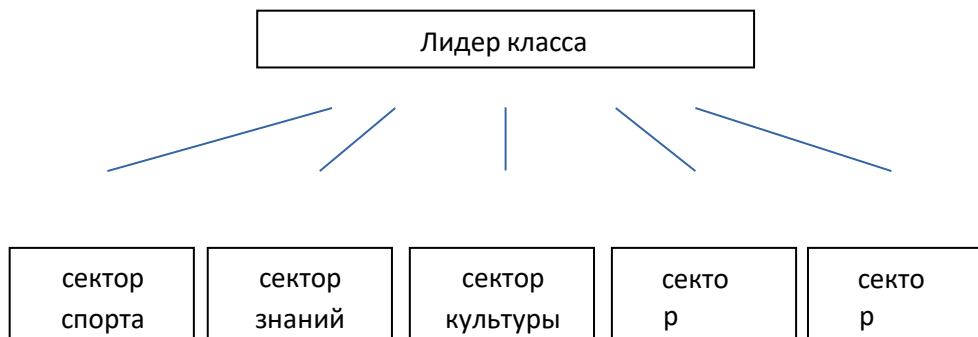 Лидер класса
сектор
спорта
сектор
знаний
сектор
культуры
секто
р
секто
р